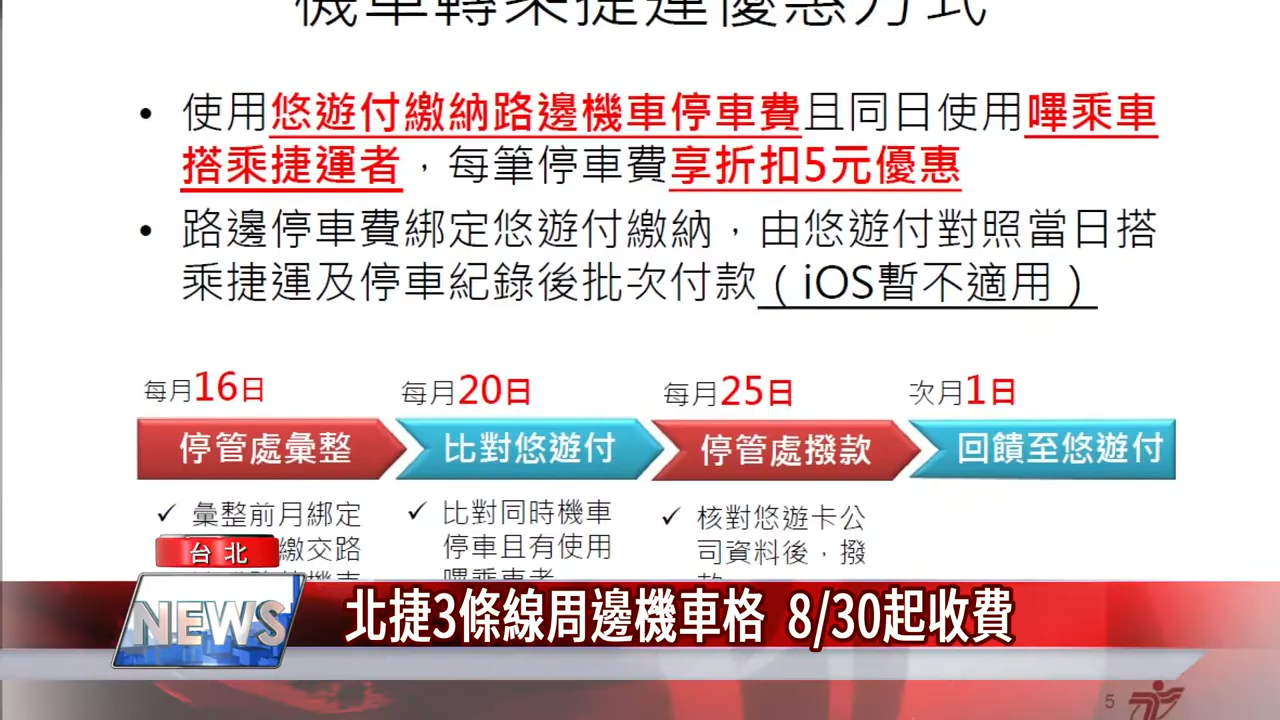 機車轉乘捷運優惠方式
• 使用悠遊付繳納路邊機車停車費且同日使用嗶乘車
搭乘捷運者，每筆停車費享折扣5元優惠
• 路邊停車費綁定悠遊付繳納，由悠遊付對照當日搭
乘捷運及停車紀錄後批次付款（iOS暫不適用）
每月16日
每月20日
每月25日
次月1日
停管處彙整
比對悠遊付
停管處撥款
回饋至悠遊付
✓ 彙整前月綁定
繳交路
✓ 比對同時機車
停車且有使用
嗶乘車者
✓ 核對悠遊卡公
司資料後，撥
款
台北
NEWS
北捷3條線周邊機車格 8/30起收費
5